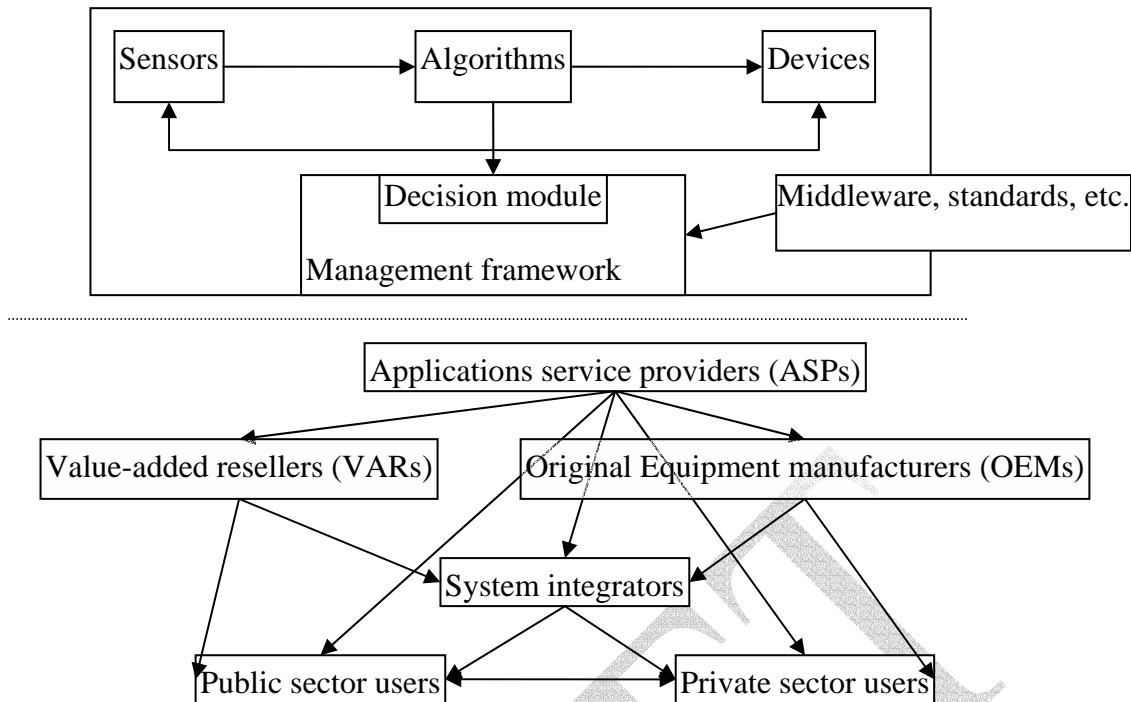 Sensors
Algorithms
Devices
Decision module
Middleware, standards, etc.
Management framework
Applications service providers (ASPs)
Value-added resellers (VARs)
Original Equipment manufacturers (OEMs)
System integrators
Public sector users
Private sector users